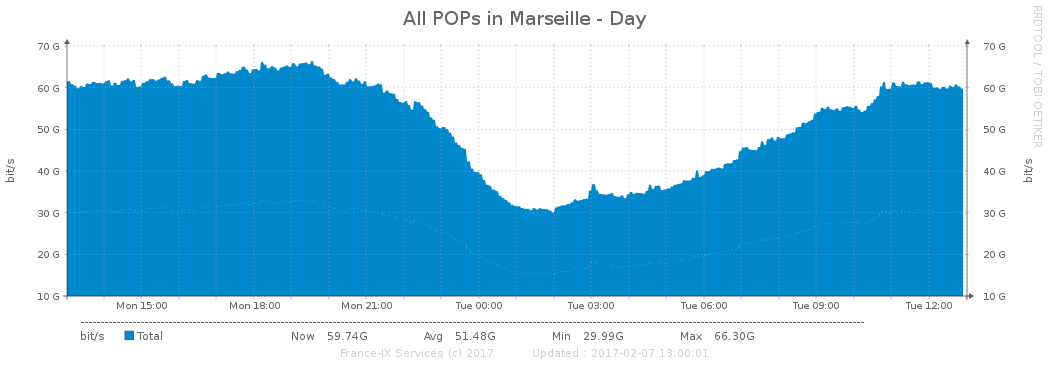 All POPs in Marseille - Day
RRDTOOL / TOBI OETIKER
70 G 70 G
60 G 60 G
50 G 50 G
40 G 40 G
30 G 30 G
20 G 20 G
10 G 10 G
bit/s bit/s
Mon 15:00 Mon 18:00 Mon 21:00 Tue 00:00 Tue 03:00 Tue 06:00 Tue 09:00 Tue 12:00
bit/s Total Now 59.74G Avg 51.48G Min 29.99G Max 66.30G
France-IX Services (c) 2017 Updated : 2017-02-07 13:00:01